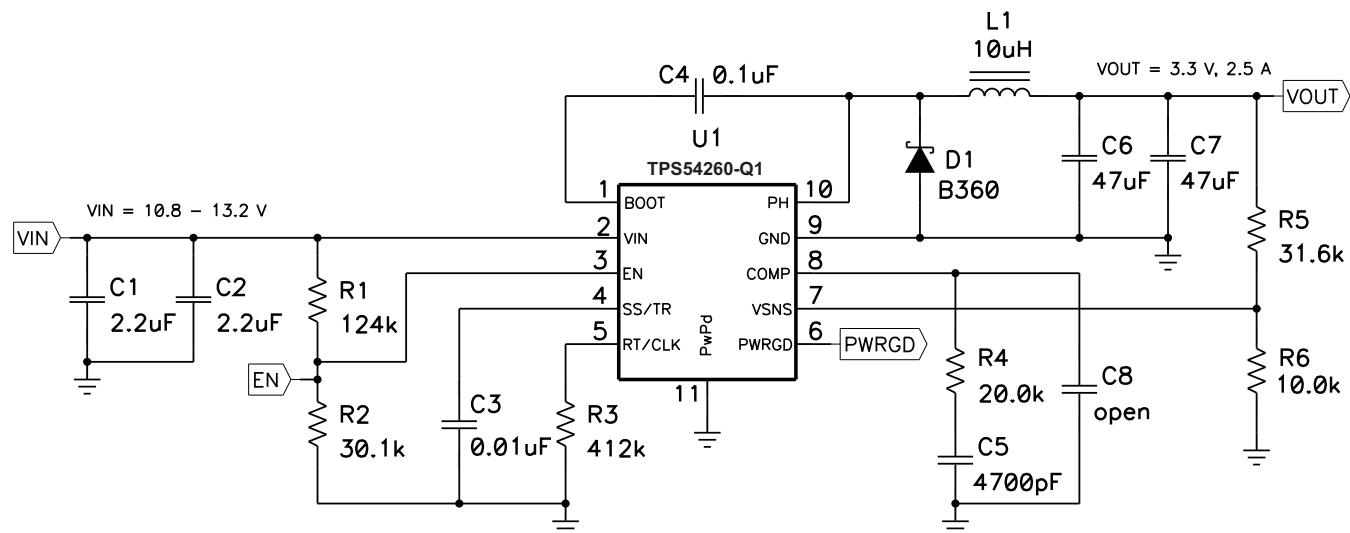 L1
10uH
VOUT = 3.3 V, 2.5 A
VOUT
C4 0.1uF
U1
TPS54260-Q1
D1
B360
C6
47uF
C7
47uF
R5
31.6k
VIN = 10.8 – 13.2 V
VIN
C1
2.2uF
C2
2.2uF
R1
124k
EN
R2
30.1k
C3
0.01uF
R3
412k
1 BOOT
2 VIN
3 EN
4 SS/TR
5 RT/CLK
PH 10
GND 9
COMP 8
VSNS 7
PWRGD 6
PwPd
11
PWRGD
R4
20.0k
C5
4700pF
C8
open
R6
10.0k